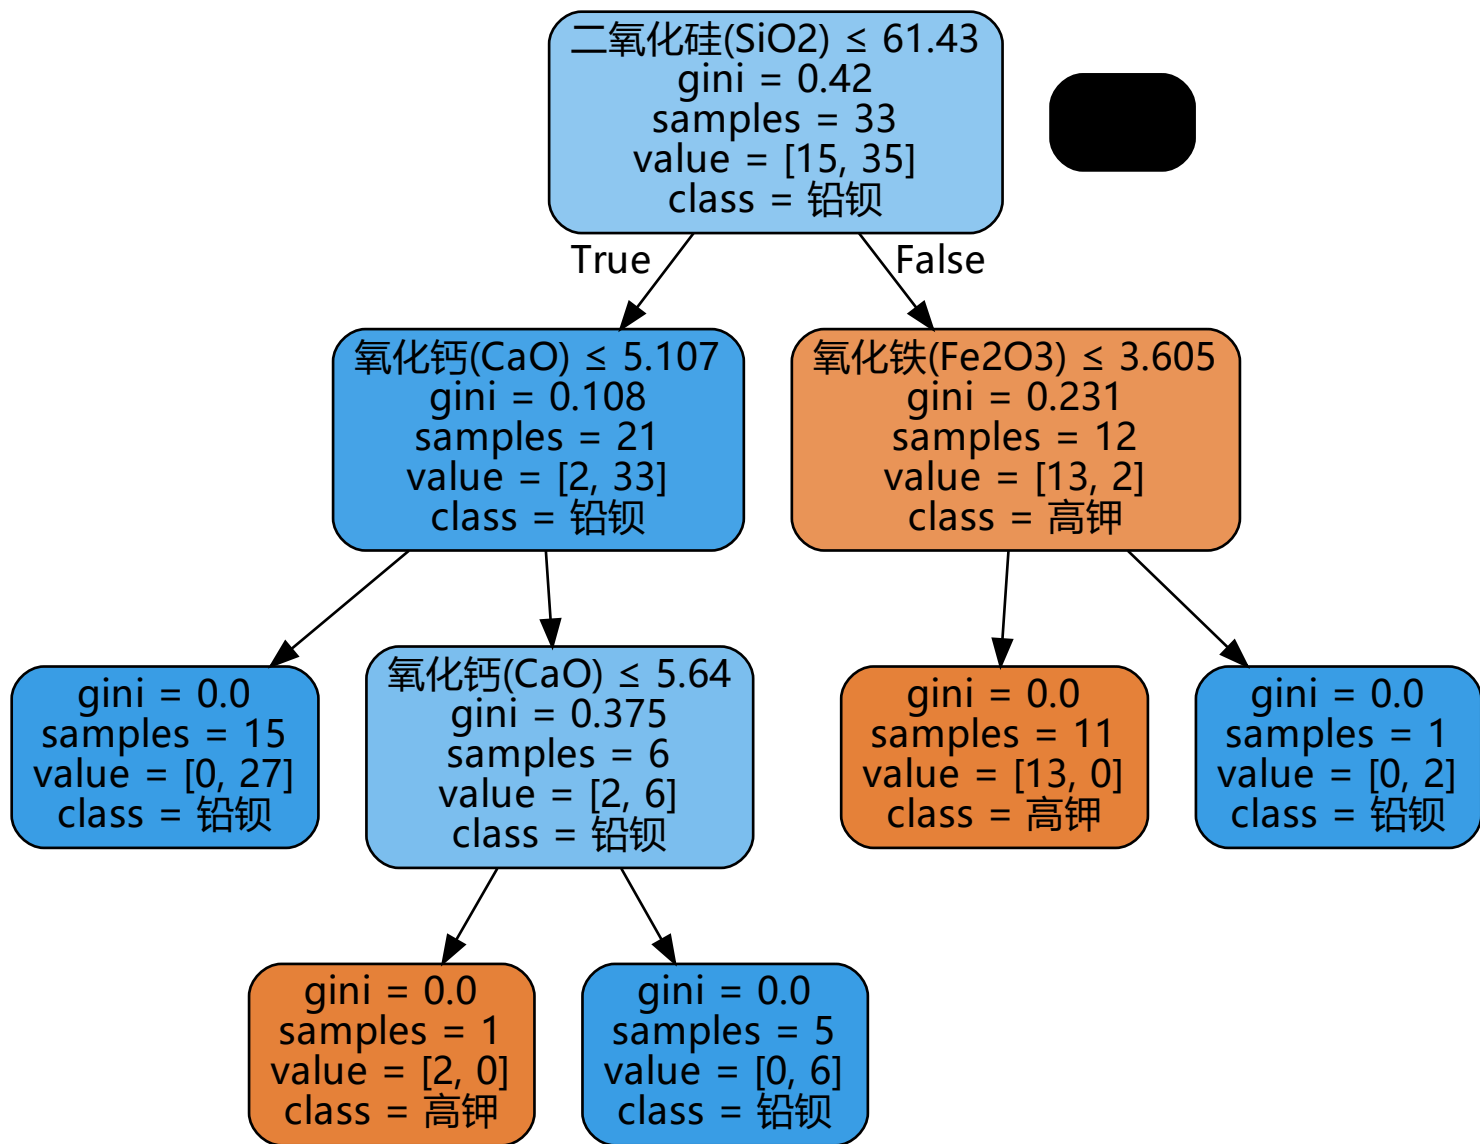 二氧化硅(SiO2) ≤ 61.43
gini = 0.42
samples = 33
value = [15, 35]
class = 铅钡
True
False
氧化钙(CaO) ≤ 5.107
gini = 0.108
samples = 21
value = [2, 33]
class = 铅钡
氧化铁(Fe2O3) ≤ 3.605
gini = 0.231
samples = 12
value = [13, 2]
class = 高钾
gini = 0.0
samples = 15
value = [0, 27]
class = 铅钡
氧化钙(CaO) ≤ 5.64
gini = 0.375
samples = 6
value = [2, 6]
class = 铅钡
gini = 0.0
samples = 11
value = [13, 0]
class = 高钾
gini = 0.0
samples = 1
value = [0, 2]
class = 铅钡
gini = 0.0
samples = 1
value = [2, 0]
class = 高钾
gini = 0.0
samples = 5
value = [0, 6]
class = 铅钡